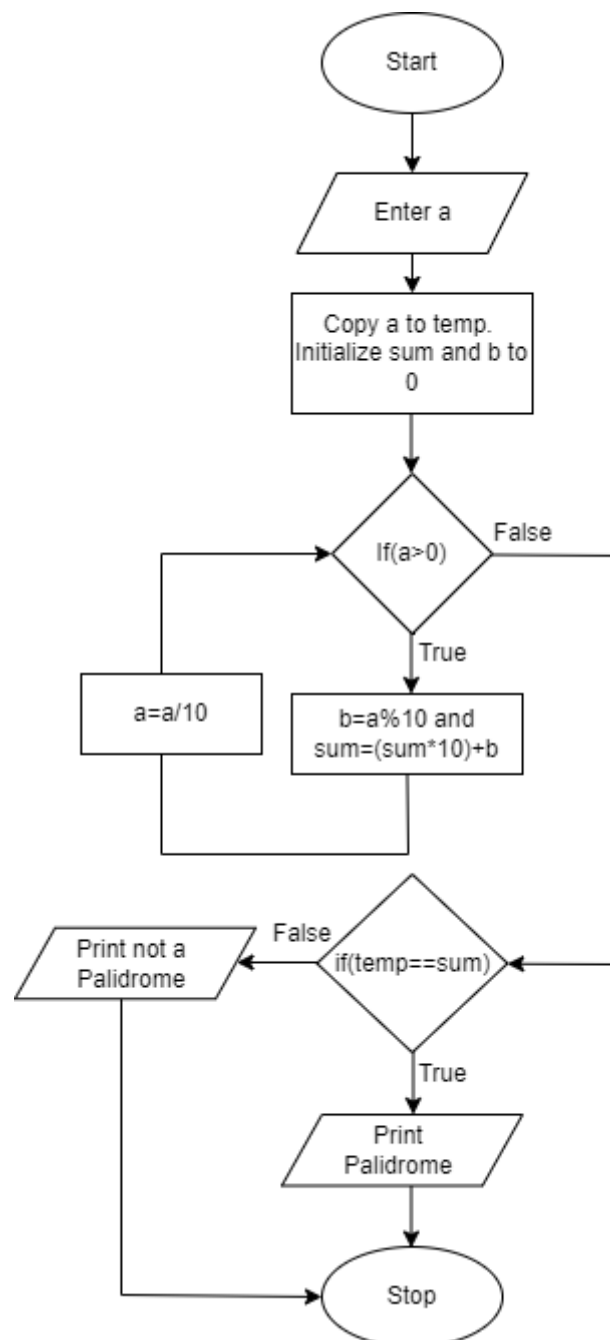 Start
Enter a
Copy a to temp.
Initialize sum and b to
0
If(a>0)
False
True
a=a/10
b=a%10 and
sum=(sum*10)+b
if(temp==sum)
False
Print not a
Palidrome
True
Print
Palidrome
Stop